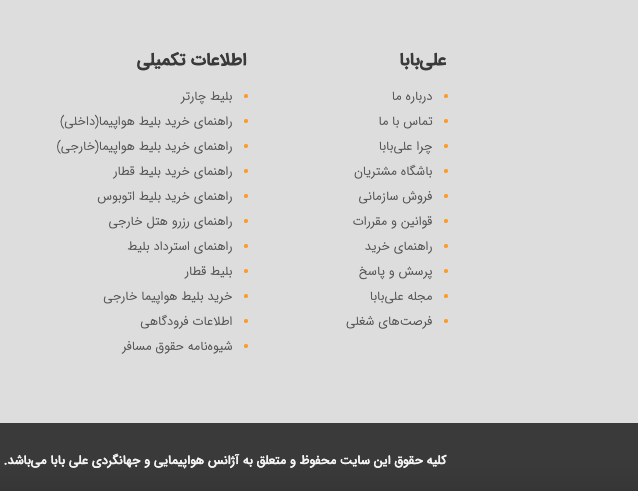 علی‌بابا
درباره ما
تماس با ما
چرا علی‌بابا
باشگاه مشتریان
فروش سازمانی
قوانین و مقررات
راهنمای خرید
پرسش و پاسخ
مجله علی‌بابا
فرصت‌های شغلی
اطلاعات تکمیلی
بلیط چارتر
راهنمای خرید بلیط هواپیما(داخلی)
راهنمای خرید بلیط هواپیما(خارجی)
راهنمای خرید بلیط قطار
راهنمای خرید بلیط اتوبوس
راهنمای رزرو هتل خارجی
راهنمای استرداد بلیط
بلیط قطار
خرید بلیط هواپیما خارجی
اطلاعات فرودگاهی
شیوه‌نامه حقوق مسافر
کلیه حقوق این سایت محفوظ و متعلق به آژانس هواپیمایی و جهانگردی علی بابا می‌باشد.